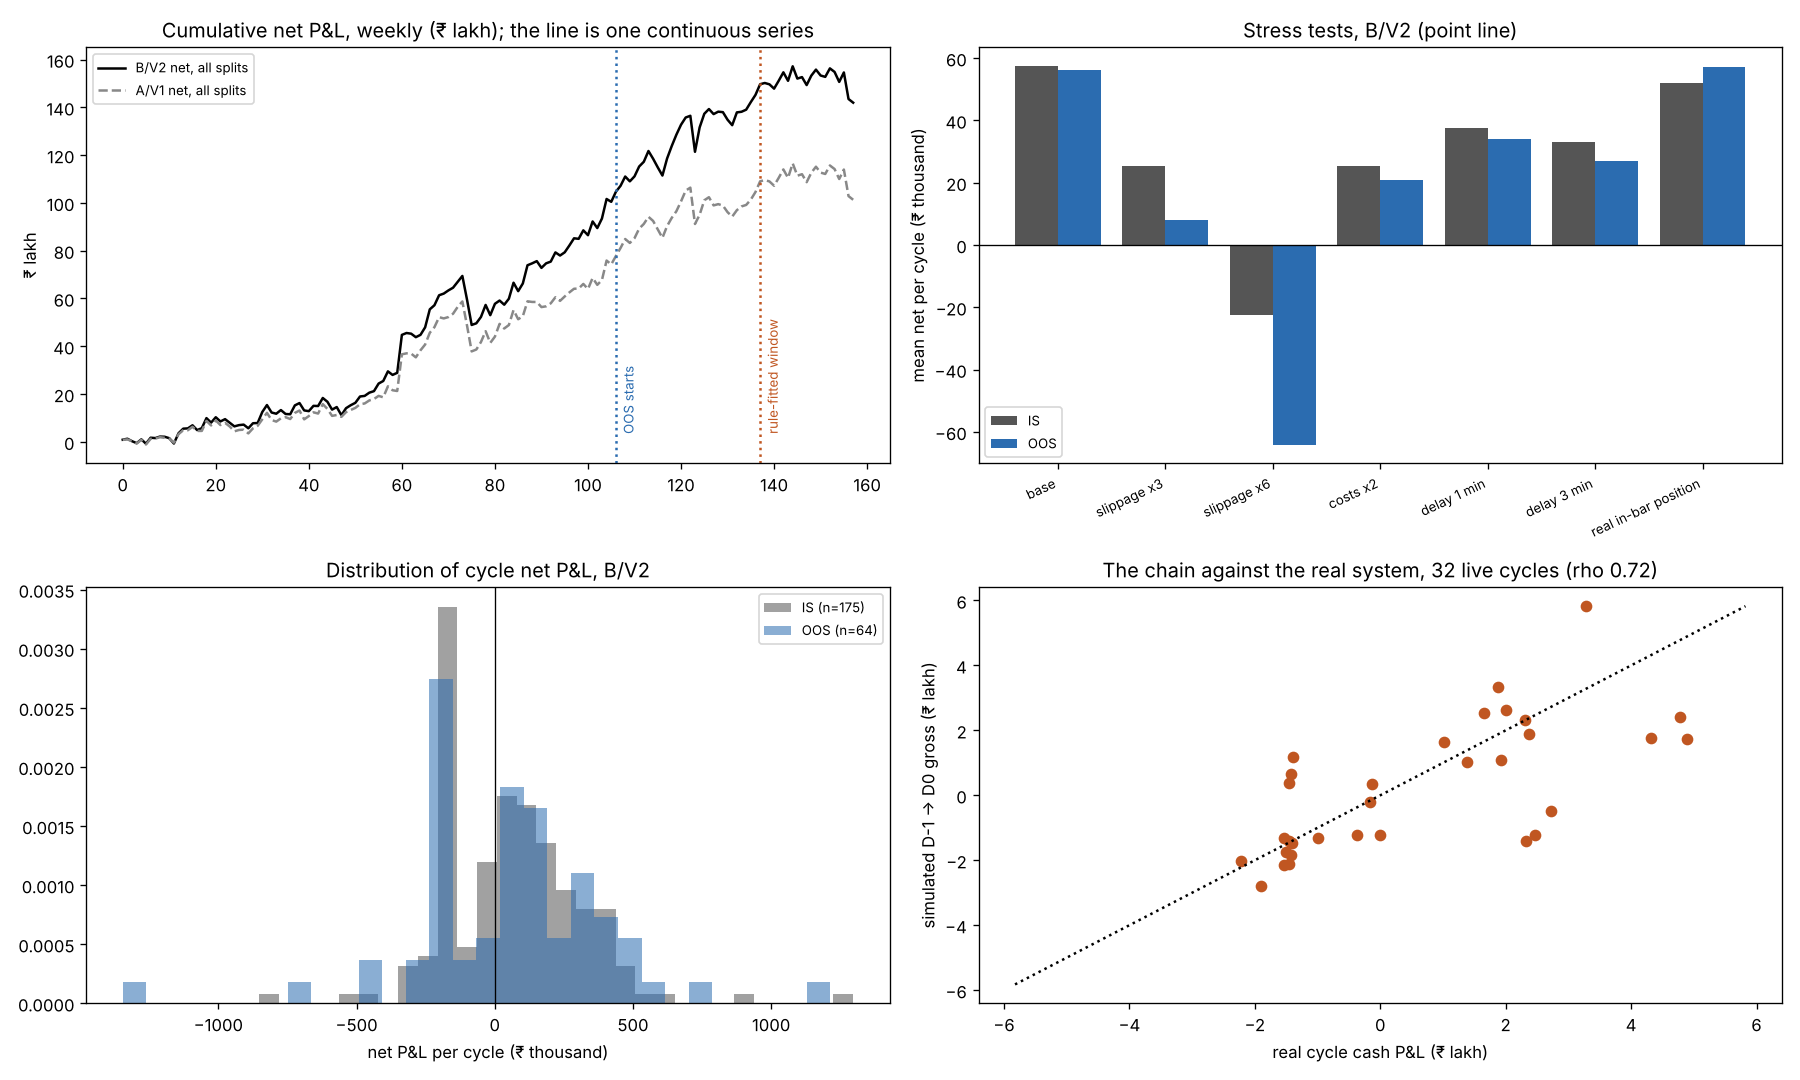 Cumulative net P&L, weekly (₹ lakh); the line is one continuous series
B/V2 net, all splits
A/V1 net, all splits
₹ lakh
160
140
120
100
80
60
40
20
0
OOS starts
rule-fitted window
0 20 40 60 80 100 120 140 160
Stress tests, B/V2 (point line)
mean net per cycle (₹ thousand)
60
40
20
0
−20
−40
−60
IS
OOS
base
slippage x3
slippage x6
costs x2
delay 1 min
delay 3 min
real in-bar position
Distribution of cycle net P&L, B/V2
IS (n=175)
OOS (n=64)
0.0035
0.0030
0.0025
0.0020
0.0015
0.0010
0.0005
0.0000
−1000 −500 0 500 1000
net P&L per cycle (₹ thousand)
The chain against the real system, 32 live cycles (rho 0.72)
simulated D-1 → D0 gross (₹ lakh)
6
4
2
0
−2
−4
−6
−6 −4 −2 0 2 4 6
real cycle cash P&L (₹ lakh)